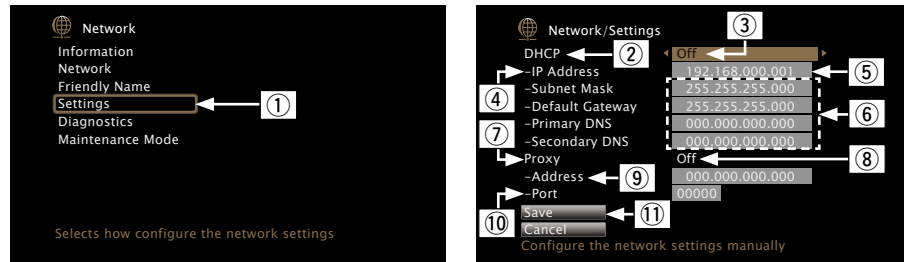 Network
Information
Network
Friendly Name
Settings
Diagnostics
Maintenance Mode
①
Selects how configure the network settings
Network/Settings
③
DHCP ② Off
-IP Address 192.168.000.001 ⑤
④ -Subnet Mask 255.255.255.000
-Default Gateway 255.255.255.000 ⑥
-Primary DNS 000.000.000.000
⑦ -Secondary DNS 000.000.000.000
Proxy Off ⑧
-Address ⑨ 000.000.000.000
-Port 00000
⑩ Save ⑪
Cancel
Configure the network settings manually